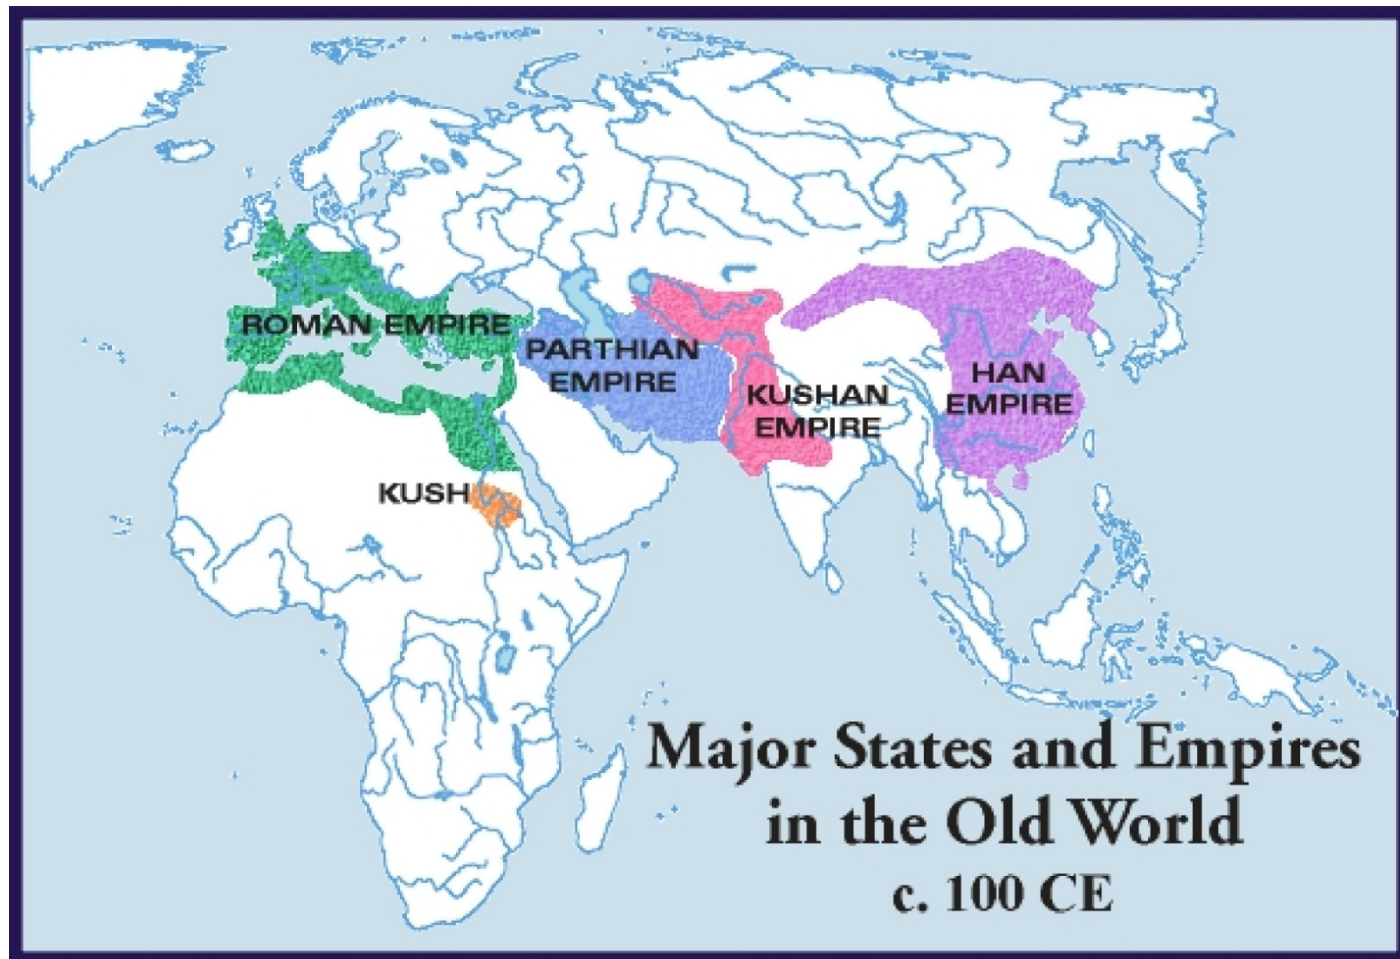 ROMAN EMPIRE
PARTHIAN
EMPIRE
KUSHAN
EMPIRE
HAN
EMPIRE
KUSH
Major States and Empires
in the Old World
c. 100 CE